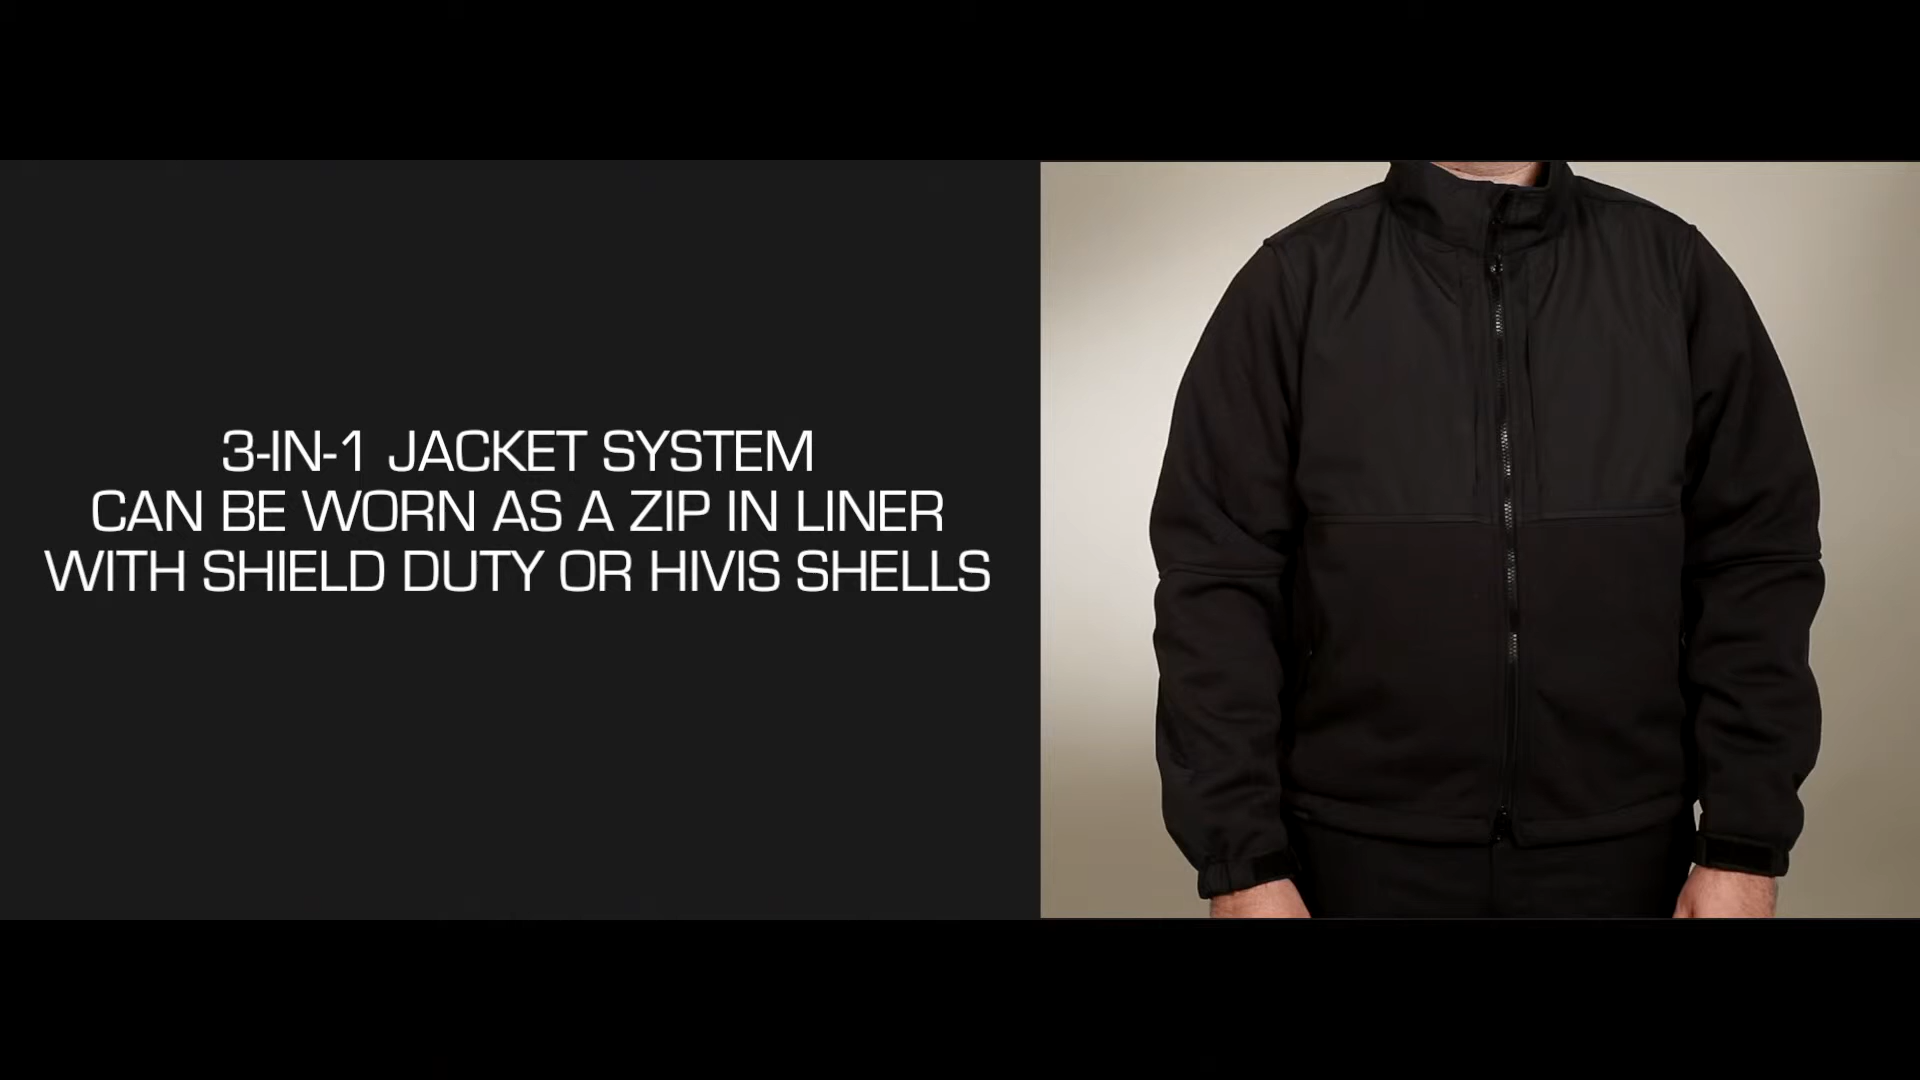 3-IN-1 JACKET SYSTEM
CAN BE WORN AS A ZIP IN LINER
WITH SHIELD DUTY OR HIVIS SHELLS